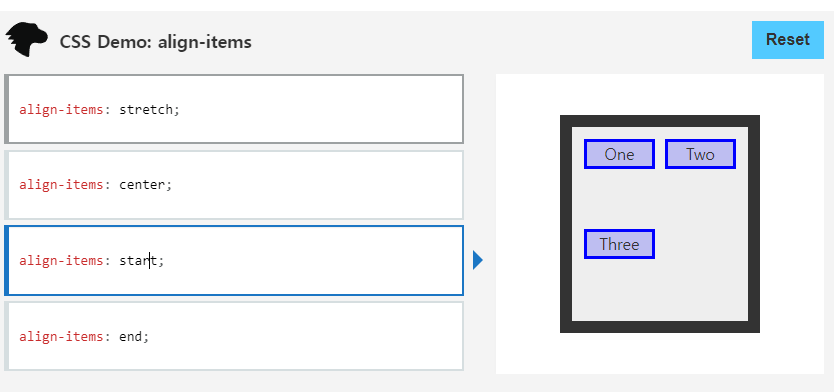 CSS Demo: align-items
Reset
align-items: stretch;
align-items: center;
align-items: start;
align-items: end;
One
Two
Three